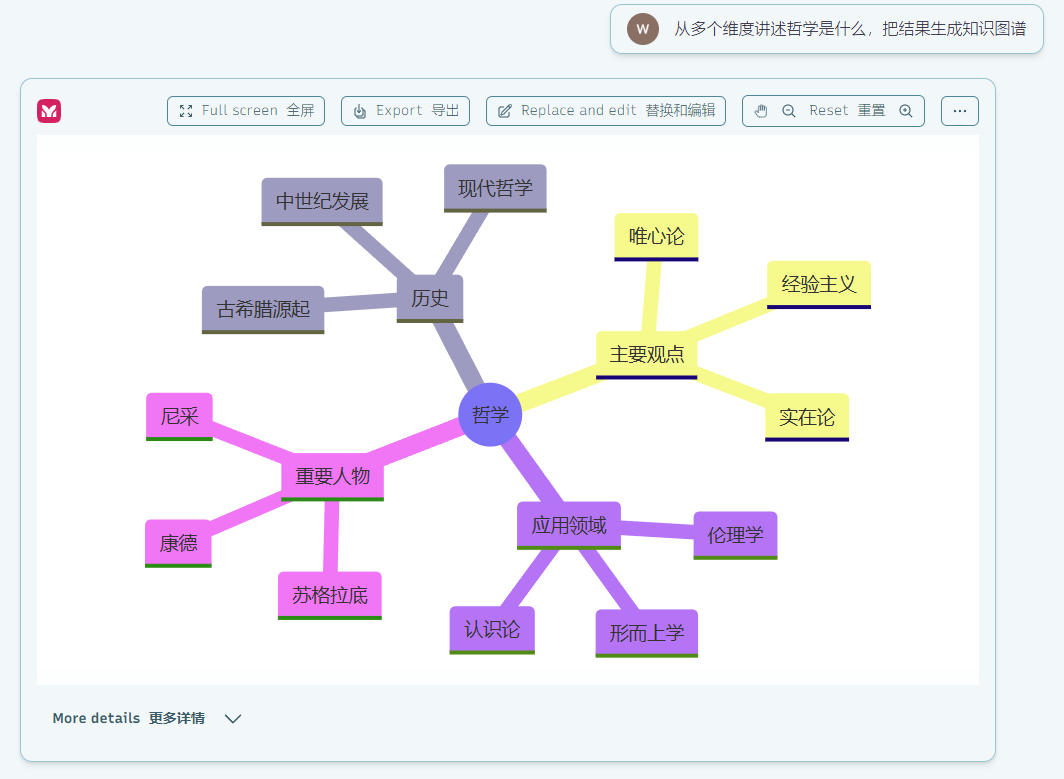 W
从多个维度讲述哲学是什么，把结果生成知识图谱
Full screen 全屏
Export 导出
Replace and edit 替换和编辑
Reset 重置
现代哲学
中世纪发展
唯心论
经验主义
古希腊源起
历史
主要观点
尼采
哲学
实在论
重要人物
应用领域
伦理学
康德
苏格拉底
认识论
形而上学
More details 更多详情